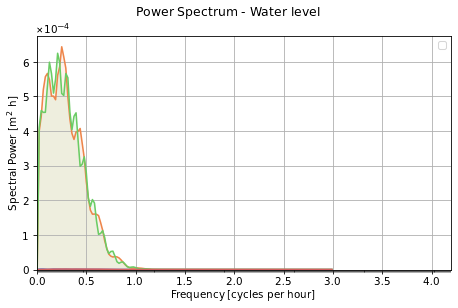 Power Spectrum - Water level
×10⁻⁴
6
5
4
3
2
1
0
Spectral Power [m² h]
0.0 0.5 1.0 1.5 2.0 2.5 3.0 3.5 4.0
Frequency [cycles per hour]